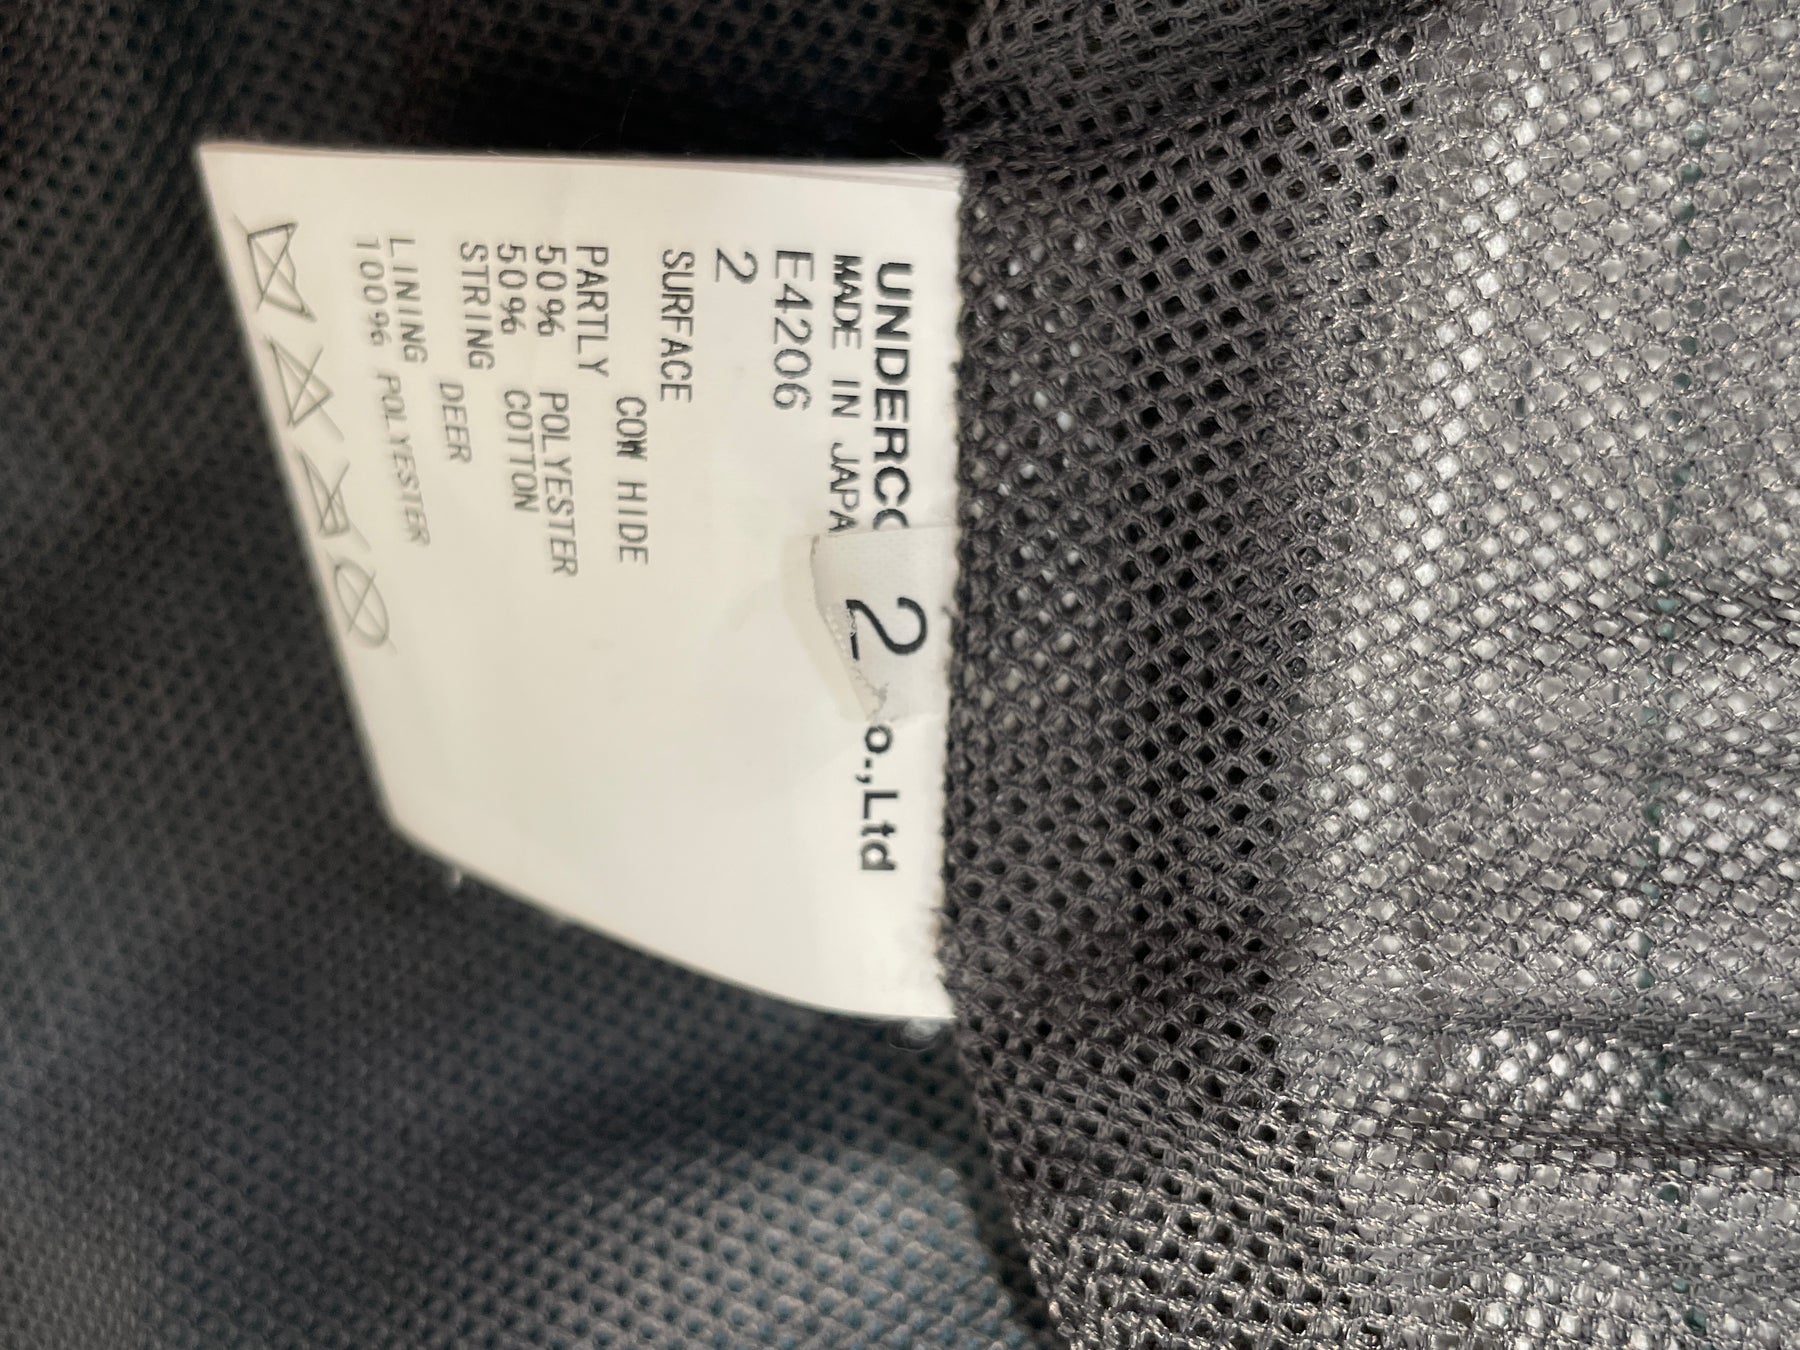 UNDERCO
o.,Ltd
2
MADE IN JAPA
E4206
2
SURFACE
COW HIDE
PARTLY
50% POLYESTER
50% COTTON
STRING
DEER
LINING
100% POLYESTER